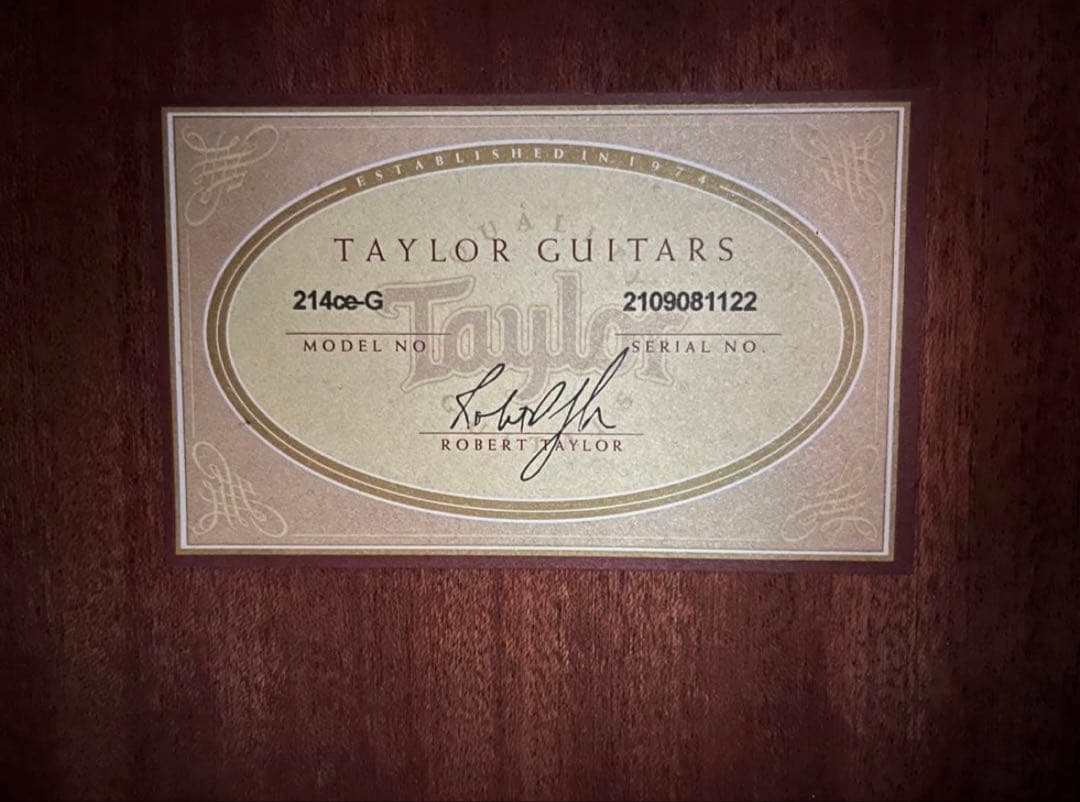 ESTABLISHED IN 1974
TAYLOR GUITARS
214ce-G 2109081122
MODEL NO. SERIAL NO.
Taylor
ROBERT TAYLOR